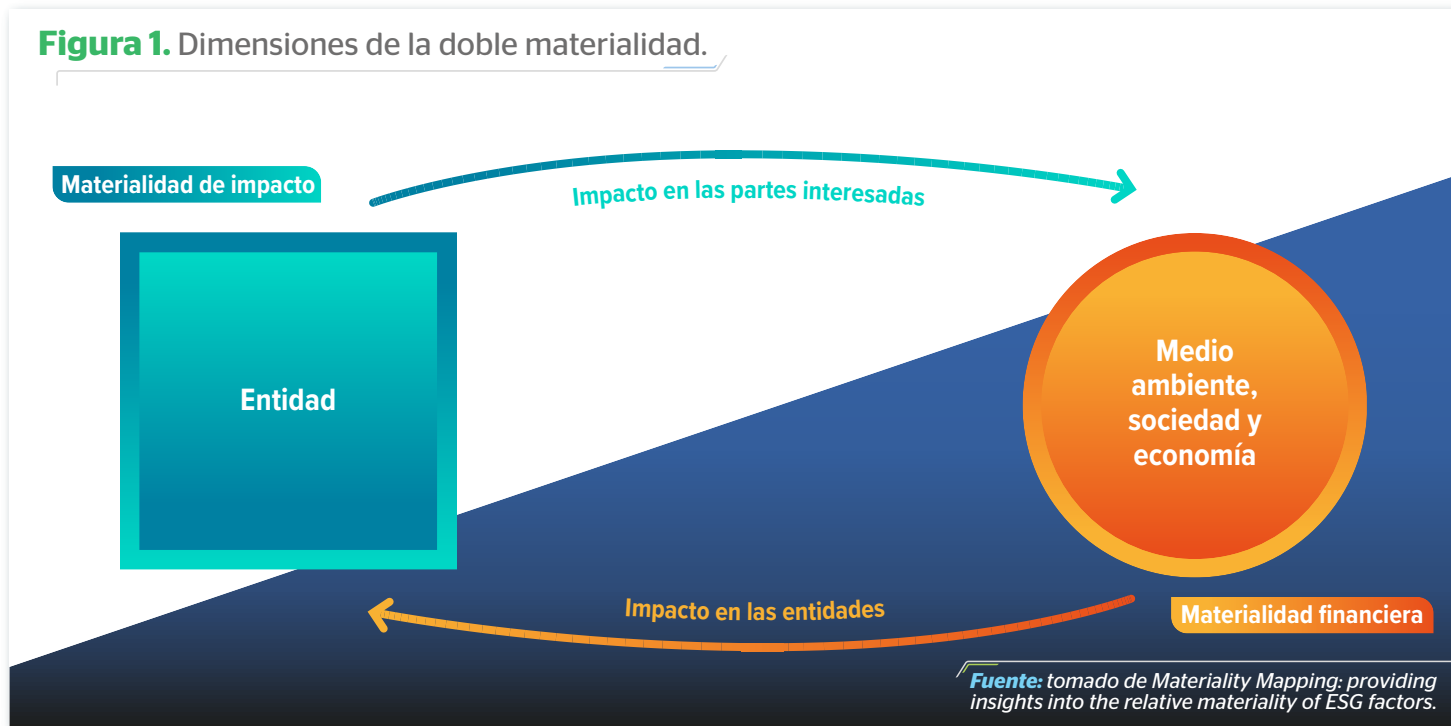 Figura 1. Dimensiones de la doble materialidad.
Materialidad de impacto
Impacto en las partes interesadas
Entidad
Medio
ambiente,
sociedad y
economía
Impacto en las entidades
Materialidad financiera
Fuente: tomado de Materiality Mapping: providing
insights into the relative materiality of ESG factors.